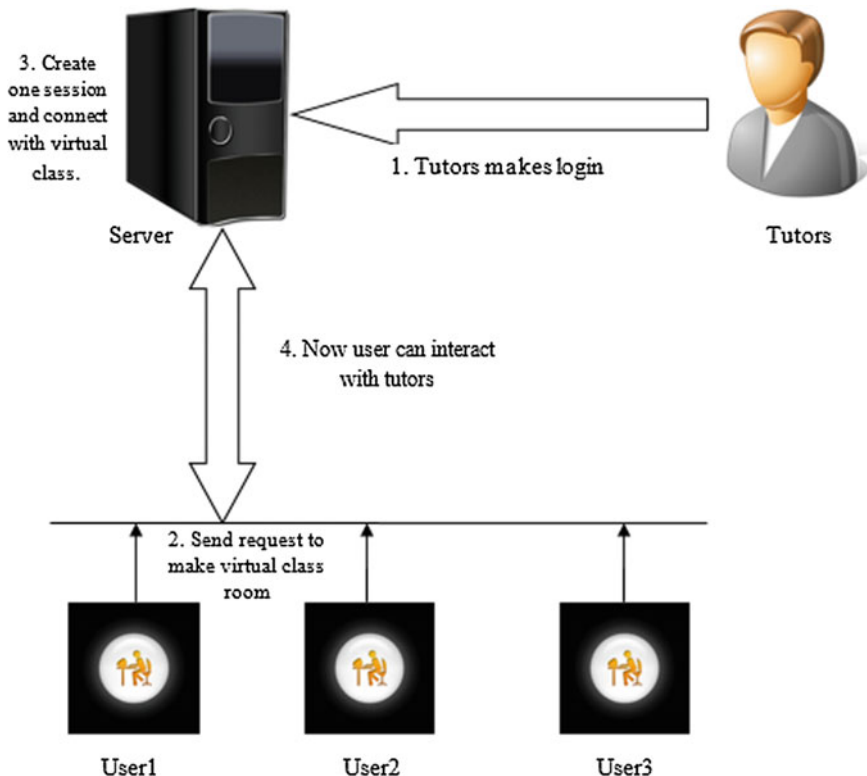 3. Create
one session
and connect
with virtual
class.
1. Tutors makes login
Server
Tutors
4. Now user can interact
with tutors
2. Send request to
make virtual class
room
User1
User2
User3